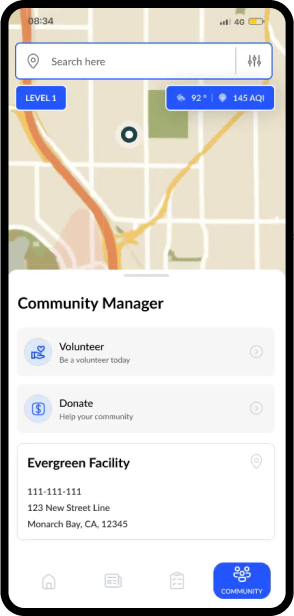 08:34
4G
Search here
LEVEL 1
92 °
145 AQI
Community Manager
Volunteer
Be a volunteer today
Donate
Help your community
Evergreen Facility
111-111-111
123 New Street Line
Monarch Bay, CA, 12345
COMMUNITY